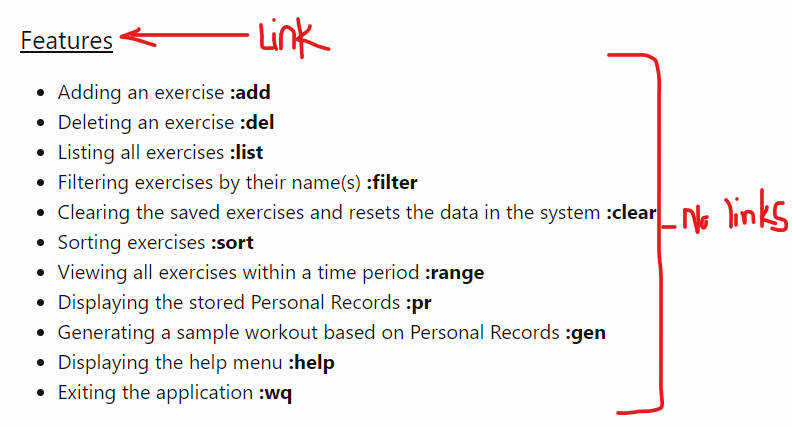 Features Link
• Adding an exercise :add
• Deleting an exercise :del
• Listing all exercises :list
• Filtering exercises by their name(s) :filter
• Clearing the saved exercises and resets the data in the system :clear
No links
• Sorting exercises :sort
• Viewing all exercises within a time period :range
• Displaying the stored Personal Records :pr
• Generating a sample workout based on Personal Records :gen
• Displaying the help menu :help
• Exiting the application :wq